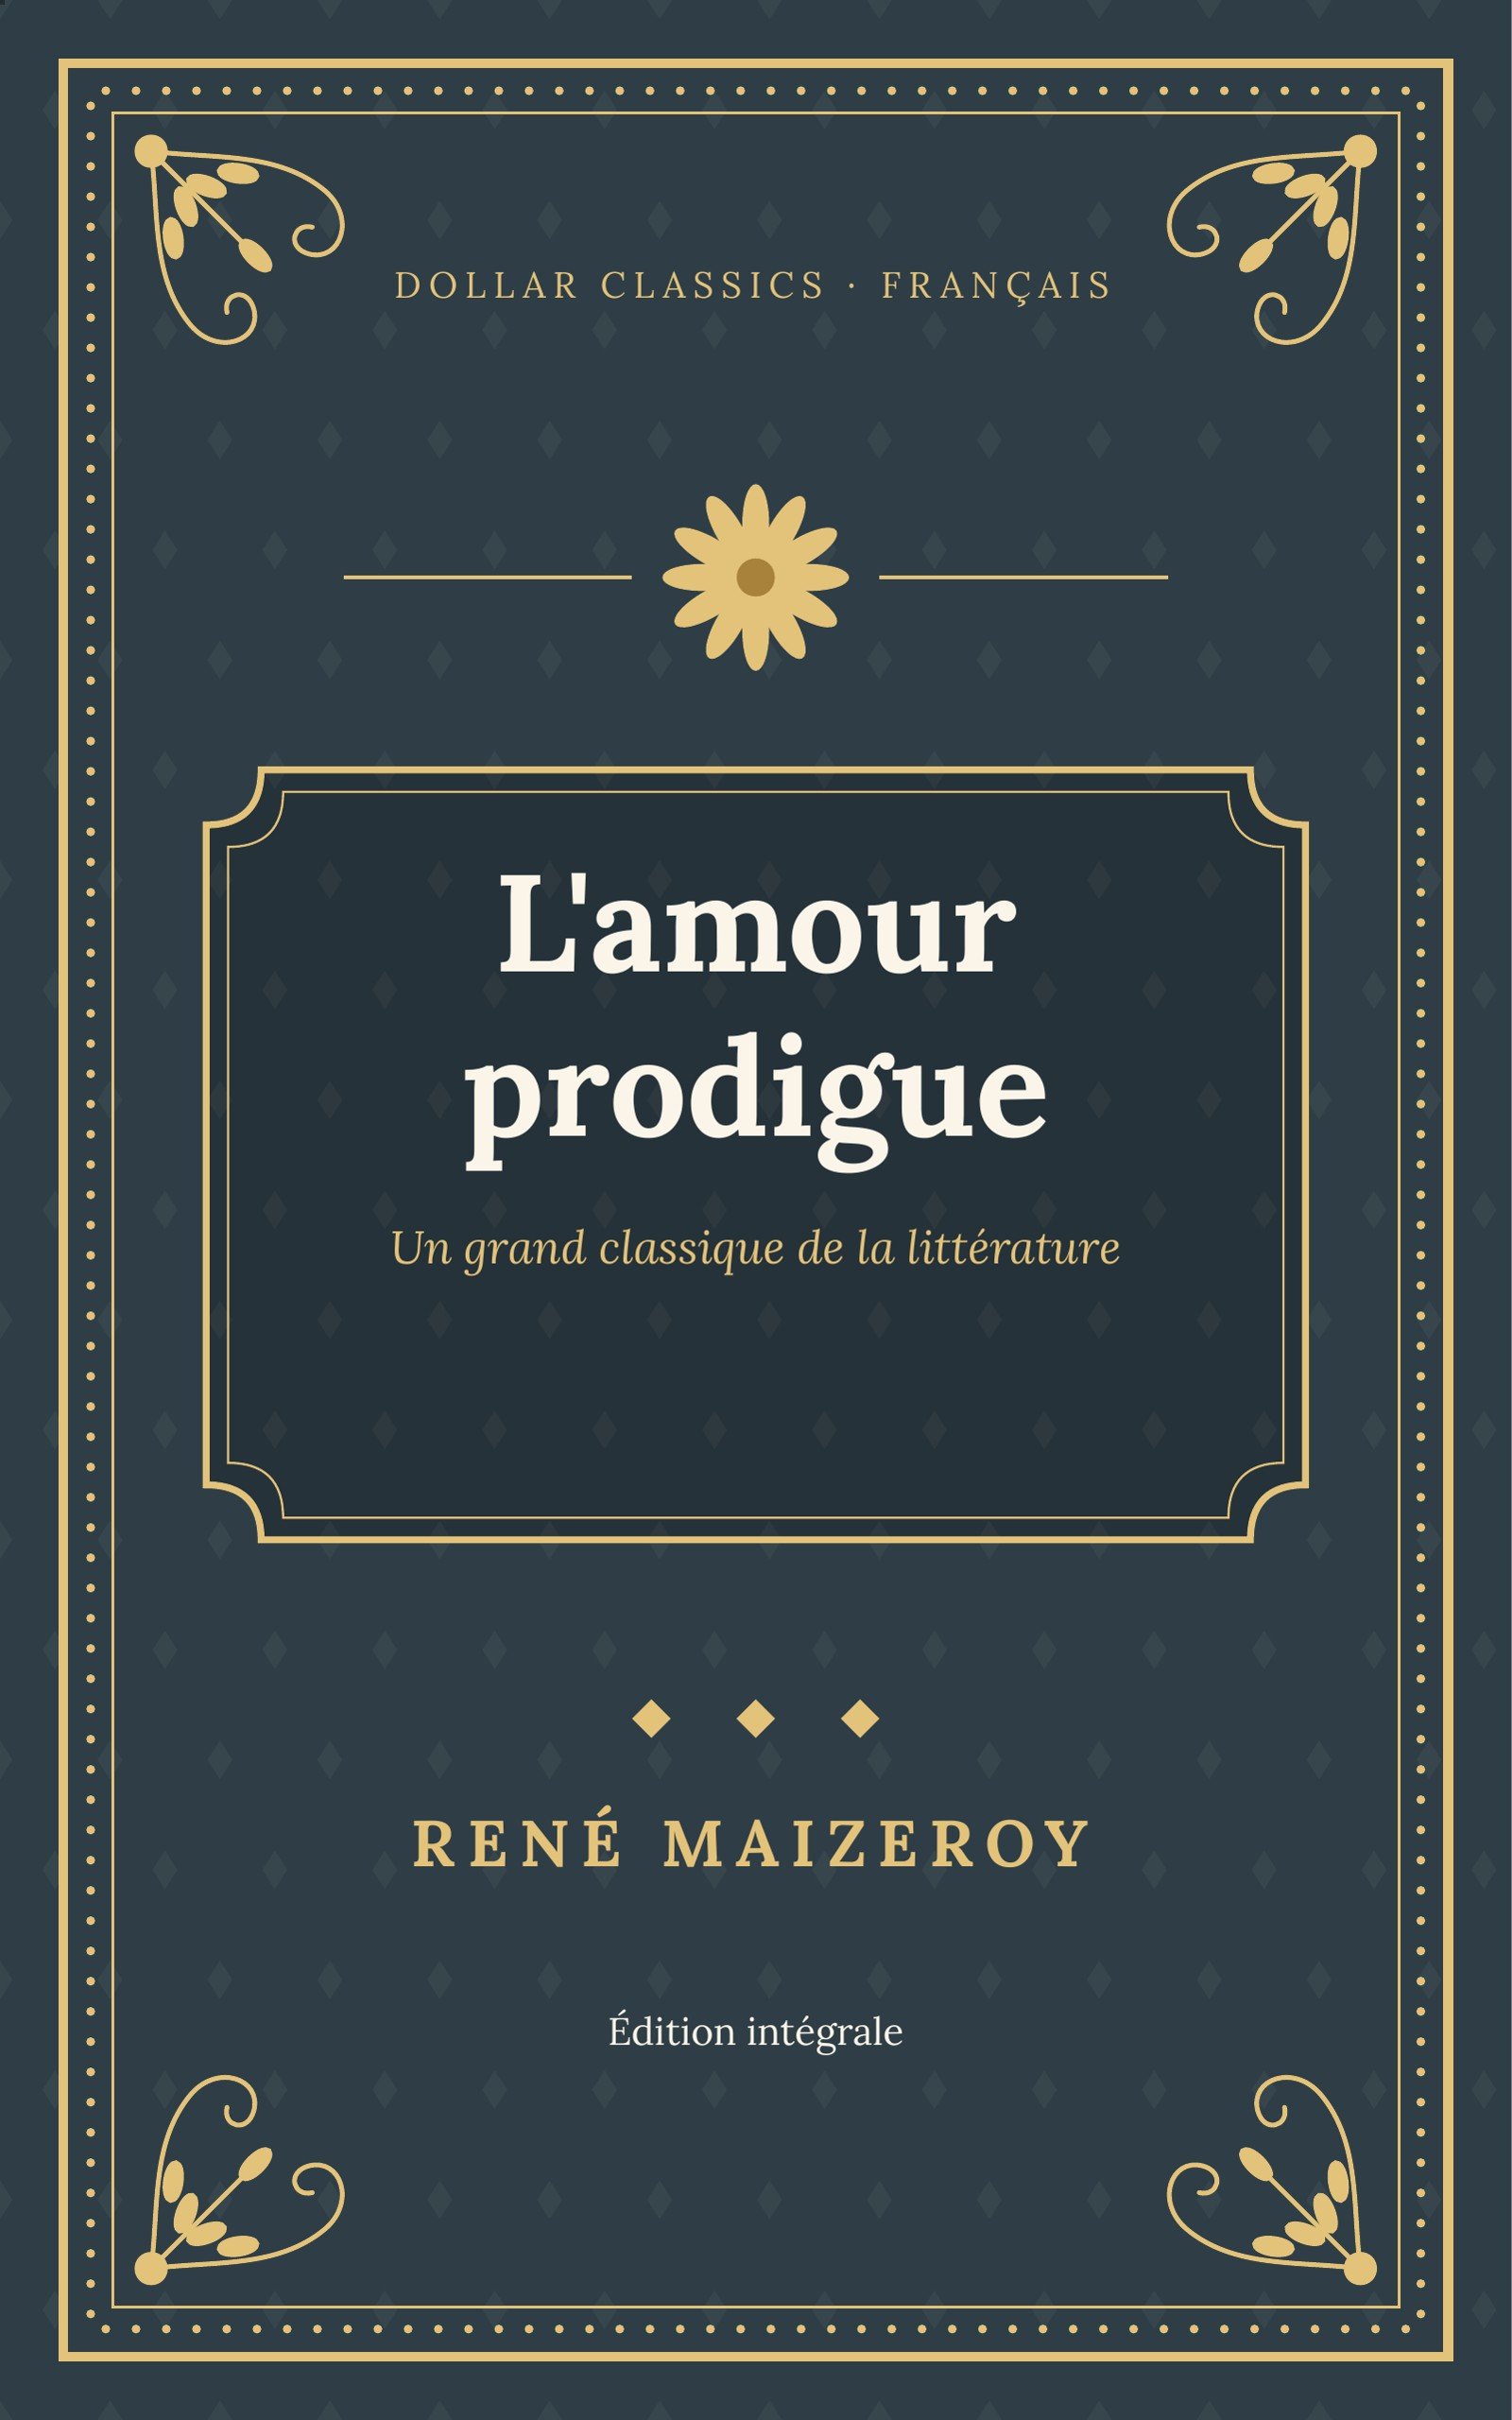 DOLLAR CLASSICS · FRANÇAIS
L'amour
prodigue
Un grand classique de la littérature
RENÉ MAIZEROY
Édition intégrale